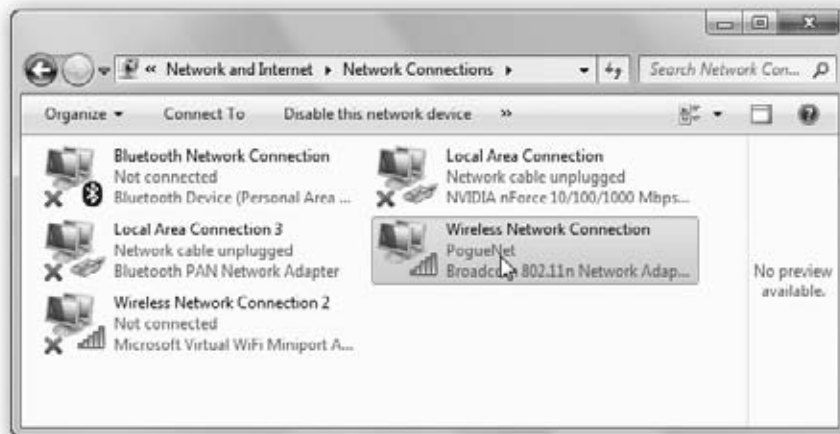 « Network and Internet ▸ Network Connections ▸
Search Network Con...
Organize ▾ Connect To Disable this network device »
Bluetooth Network Connection
Not connected
Bluetooth Device (Personal Area ...
Local Area Connection
Network cable unplugged
NVIDIA nForce 10/100/1000 Mbps...
Local Area Connection 3
Network cable unplugged
Bluetooth PAN Network Adapter
Wireless Network Connection
PogueNet
Broadcom 802.11n Network Adap...
Wireless Network Connection 2
Not connected
Microsoft Virtual WiFi Miniport A...
No preview
available.